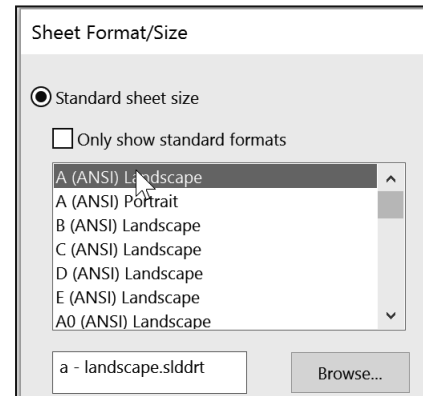 Sheet Format/Size
Standard sheet size
Only show standard formats
A (ANSI) Landscape
A (ANSI) Portrait
B (ANSI) Landscape
C (ANSI) Landscape
D (ANSI) Landscape
E (ANSI) Landscape
A0 (ANSI) Landscape
a - landscape.slddrt
Browse...